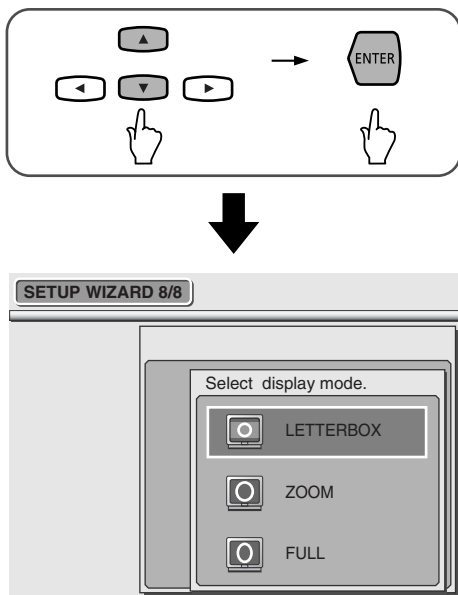 ENTER
SETUP WIZARD 8/8
Select display mode.
LETTERBOX
ZOOM
FULL